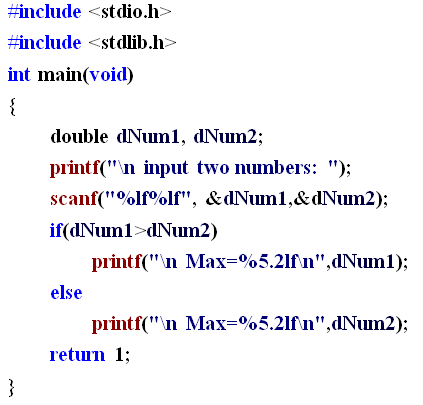 #include <stdio.h>
#include <stdlib.h>
int main(void)
{
double dNum1, dNum2;
printf("\n input two numbers: ");
scanf("%lf%lf", &dNum1,&dNum2);
if(dNum1>dNum2)
printf("\n Max=%5.2lf\n",dNum1);
else
printf("\n Max=%5.2lf\n",dNum2);
return 1;
}